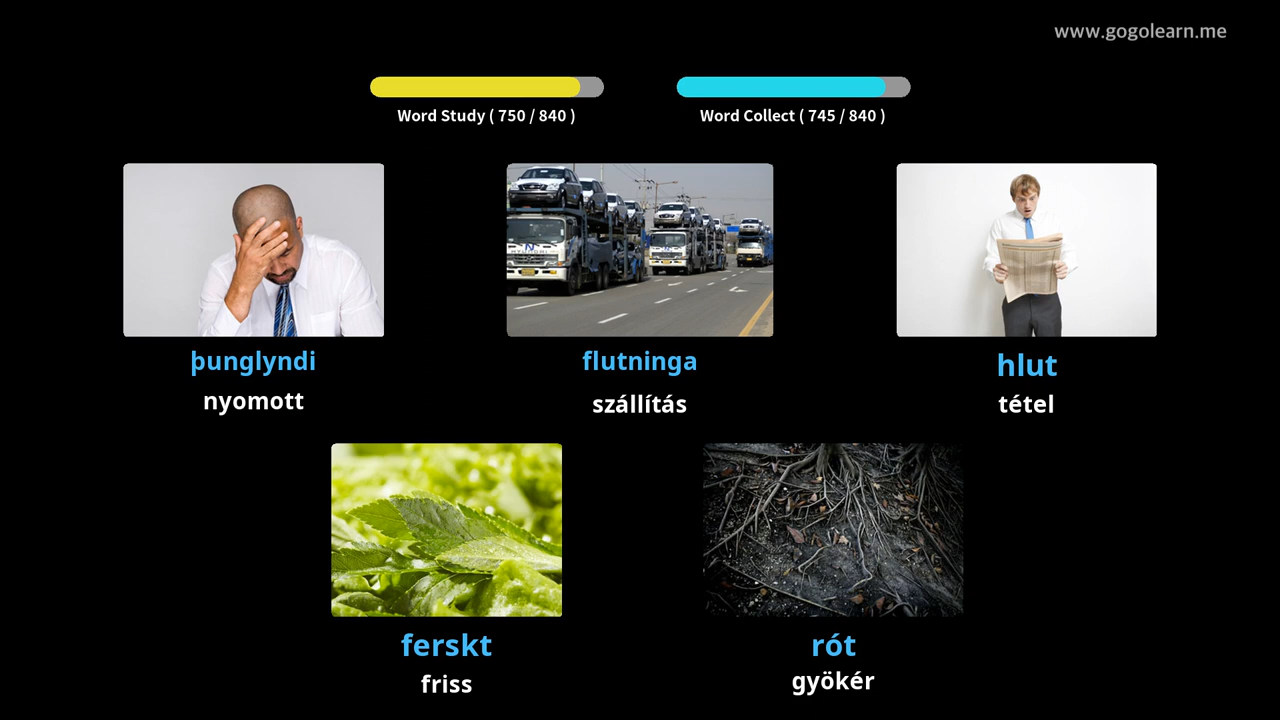 www.gogolearn.me
Word Study ( 750 / 840 )
Word Collect ( 745 / 840 )
þunglyndi
flutninga
hlut
nyomott
szállítás
tétel
ferskt
rót
friss
gyökér